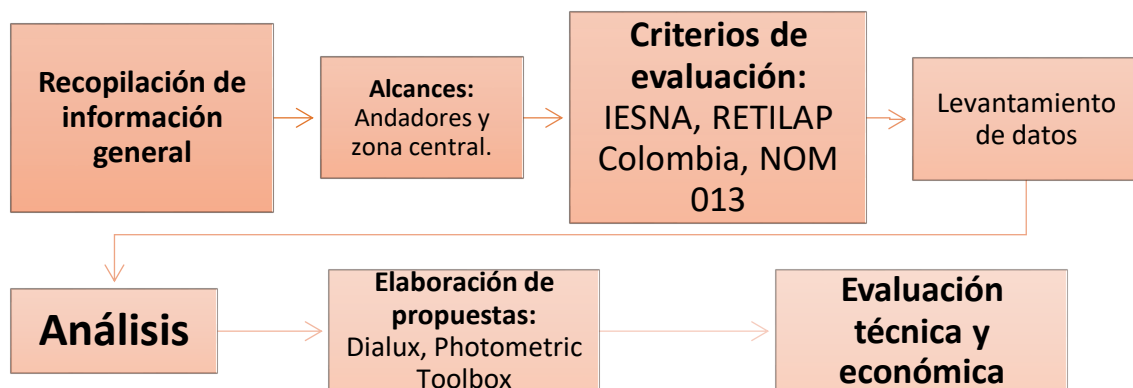 Recopilación de
información
general
Alcances:
Andadores y
zona central.
Criterios de
evaluación:
IESNA, RETILAP
Colombia, NOM
013
Levantamiento
de datos
Análisis
Elaboración de
propuestas:
Dialux, Photometric
Toolbox
Evaluación
técnica y
económica